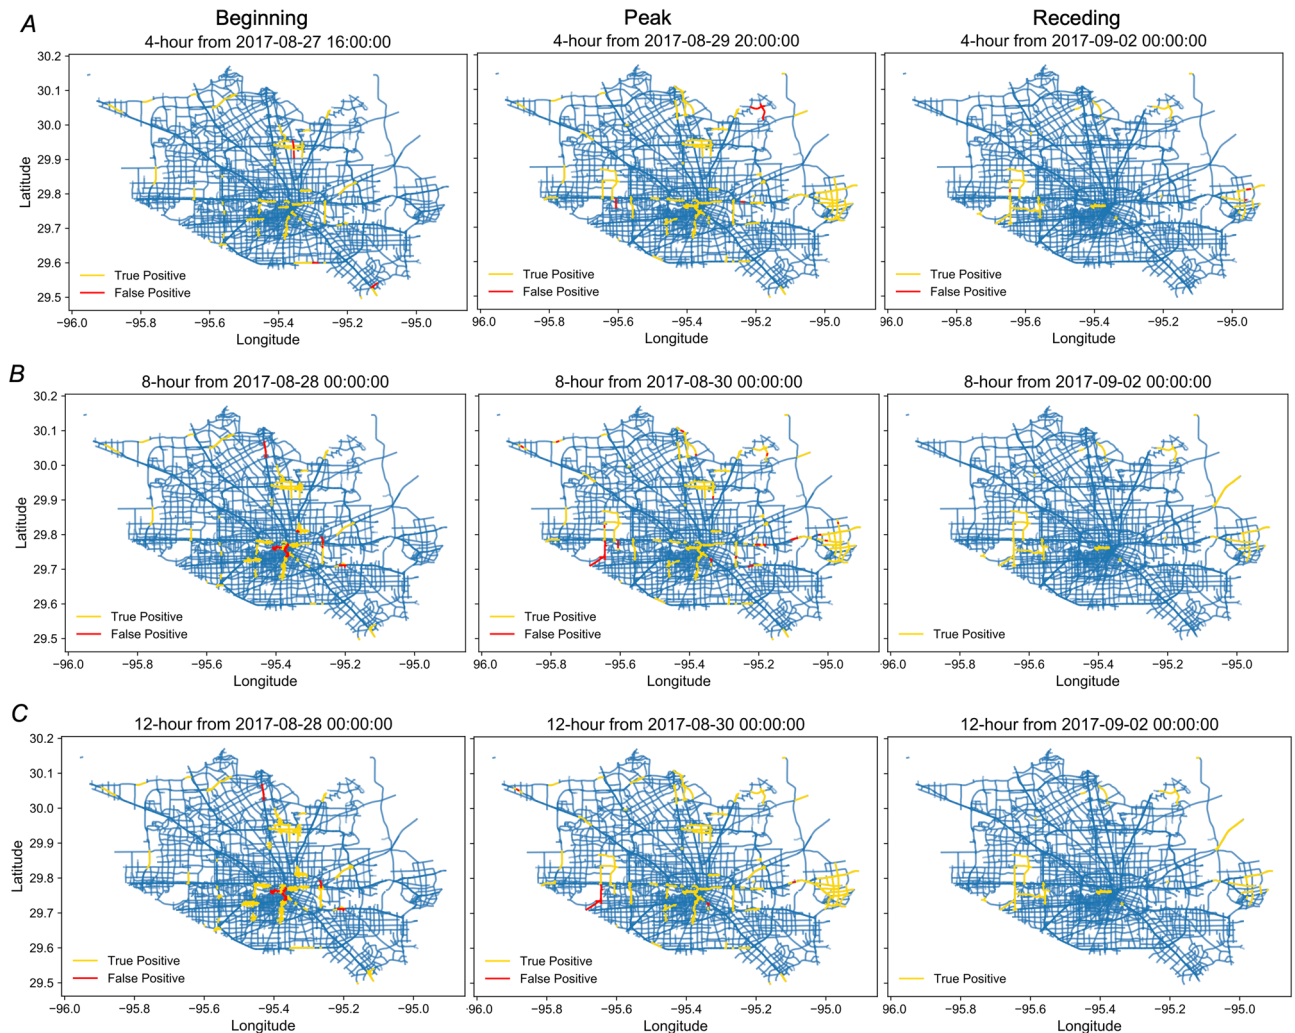 A
Beginning
Peak
Receding
4-hour from 2017-08-27 16:00:00
4-hour from 2017-08-29 20:00:00
4-hour from 2017-09-02 00:00:00
30.2
30.1
30.0
29.9
29.8
29.7
29.6
29.5
Latitude
True Positive
False Positive
True Positive
False Positive
True Positive
False Positive
−96.0 −95.8 −95.6 −95.4 −95.2 −95.0
−96.0 −95.8 −95.6 −95.4 −95.2 −95.0
−96.0 −95.8 −95.6 −95.4 −95.2 −95.0
Longitude
Longitude
Longitude
B
8-hour from 2017-08-28 00:00:00
8-hour from 2017-08-30 00:00:00
8-hour from 2017-09-02 00:00:00
30.2
30.1
30.0
29.9
29.8
29.7
29.6
29.5
Latitude
True Positive
False Positive
True Positive
False Positive
True Positive
−96.0 −95.8 −95.6 −95.4 −95.2 −95.0
−96.0 −95.8 −95.6 −95.4 −95.2 −95.0
−96.0 −95.8 −95.6 −95.4 −95.2 −95.0
Longitude
Longitude
Longitude
C
12-hour from 2017-08-28 00:00:00
12-hour from 2017-08-30 00:00:00
12-hour from 2017-09-02 00:00:00
30.2
30.1
30.0
29.9
29.8
29.7
29.6
29.5
Latitude
True Positive
False Positive
True Positive
False Positive
True Positive
−96.0 −95.8 −95.6 −95.4 −95.2 −95.0
−96.0 −95.8 −95.6 −95.4 −95.2 −95.0
−96.0 −95.8 −95.6 −95.4 −95.2 −95.0
Longitude
Longitude
Longitude